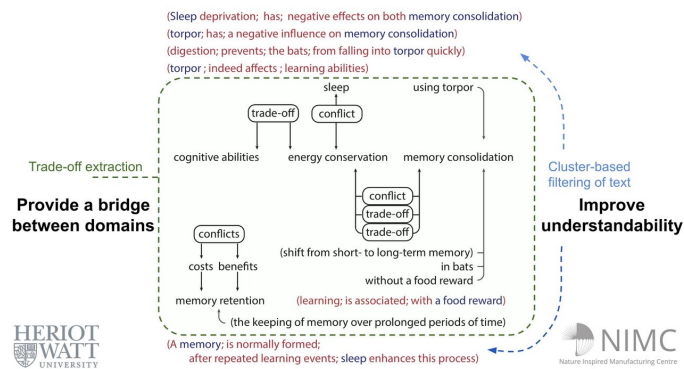 (Sleep deprivation; has; negative effects on both memory consolidation)
(torpor; has; a negative influence on memory consolidation)
(digestion; prevents; the bats; from falling into torpor quickly)
(torpor ; indeed affects ; learning abilities)
sleep using torpor
trade-off conflict
cognitive abilities energy conservation memory consolidation
Trade-off extraction
Provide a bridge
between domains
Cluster-based
filtering of text
Improve
understandability
conflict
trade-off
trade-off
conflicts
(shift from short- to long-term memory)
costs benefits
in bats
without a food reward
memory retention
(learning; is associated; with a food reward)
(the keeping of memory over prolonged periods of time)
(A memory; is normally formed;
after repeated learning events; sleep enhances this process)
HERIOT
WATT
UNIVERSITY
NIMC
Nature Inspired Manufacturing Centre